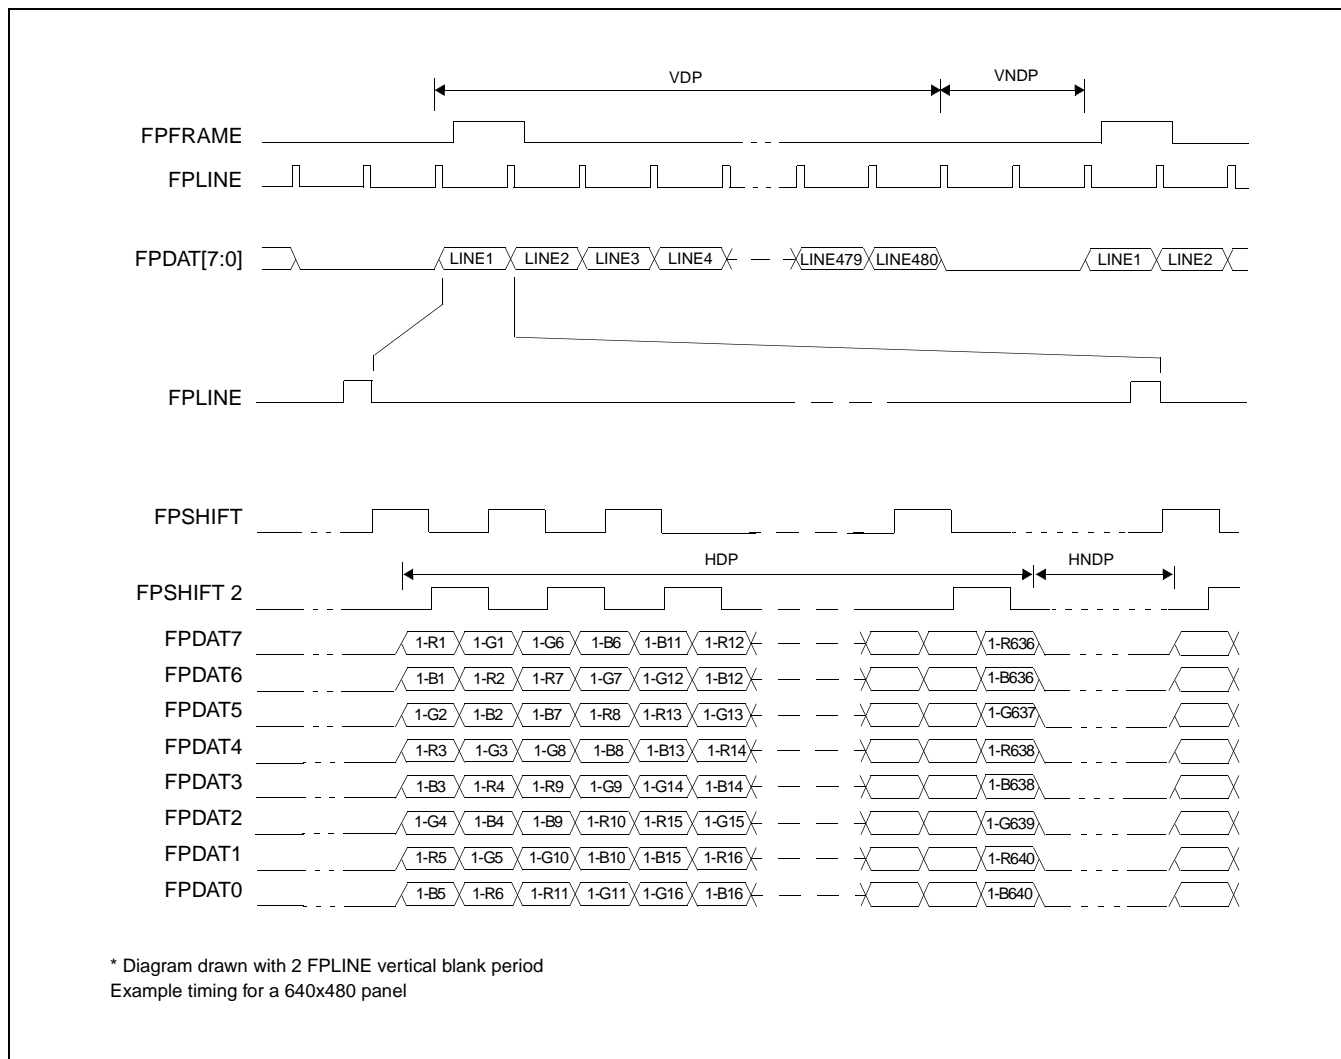 VDP VNDP
FPFRAME
FPLINE
FPDAT[7:0] LINE1 LINE2 LINE3 LINE4 LINE479 LINE480 LINE1 LINE2
FPLINE
FPSHIFT
HDP HNDP
FPSHIFT 2
FPDAT7 1-R1 1-G1 1-G6 1-B6 1-B11 1-R12 1-R636
FPDAT6 1-B1 1-R2 1-R7 1-G7 1-G12 1-B12 1-B636
FPDAT5 1-G2 1-B2 1-B7 1-R8 1-R13 1-G13 1-G637
FPDAT4 1-R3 1-G3 1-G8 1-B8 1-B13 1-R14 1-R638
FPDAT3 1-B3 1-R4 1-R9 1-G9 1-G14 1-B14 1-B638
FPDAT2 1-G4 1-B4 1-B9 1-R10 1-R15 1-G15 1-G639
FPDAT1 1-R5 1-G5 1-G10 1-B10 1-B15 1-R16 1-R640
FPDAT0 1-B5 1-R6 1-R11 1-G11 1-G16 1-B16 1-B640
* Diagram drawn with 2 FPLINE vertical blank period
Example timing for a 640x480 panel